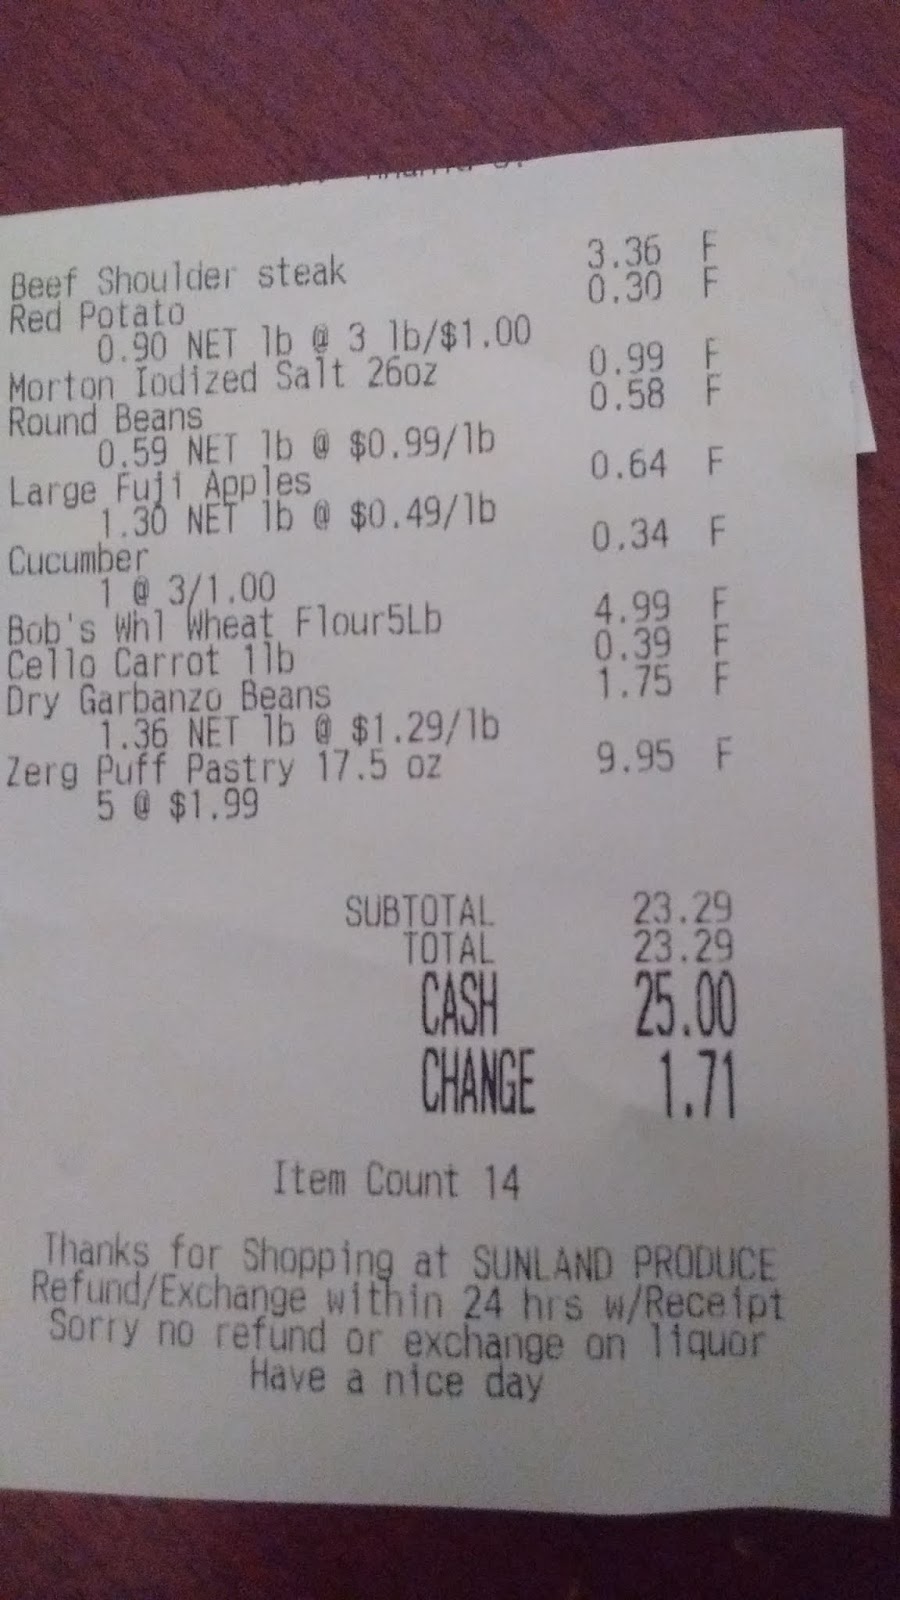 Beef Shoulder steak 3.36 F
Red Potato 0.30 F
0.90 NET lb @ 3 lb/$1.00
Morton Iodized Salt 26oz 0.99 F
Round Beans 0.58 F
0.59 NET lb @ $0.99/lb
Large Fuji Apples 0.64 F
1.30 NET lb @ $0.49/lb
Cucumber 0.34 F
1 @ 3/1.00
Bob's Whl Wheat Flour5Lb 4.99 F
Cello Carrot 1lb 0.39 F
Dry Garbanzo Beans 1.75 F
1.36 NET lb @ $1.29/lb
Zerg Puff Pastry 17.5 oz 9.95 F
5 @ $1.99
SUBTOTAL 23.29
TOTAL 23.29
CASH 25.00
CHANGE 1.71
Item Count 14
Thanks for Shopping at SUNLAND PRODUCE
Refund/Exchange within 24 hrs w/Receipt
Sorry no refund or exchange on liquor
Have a nice day